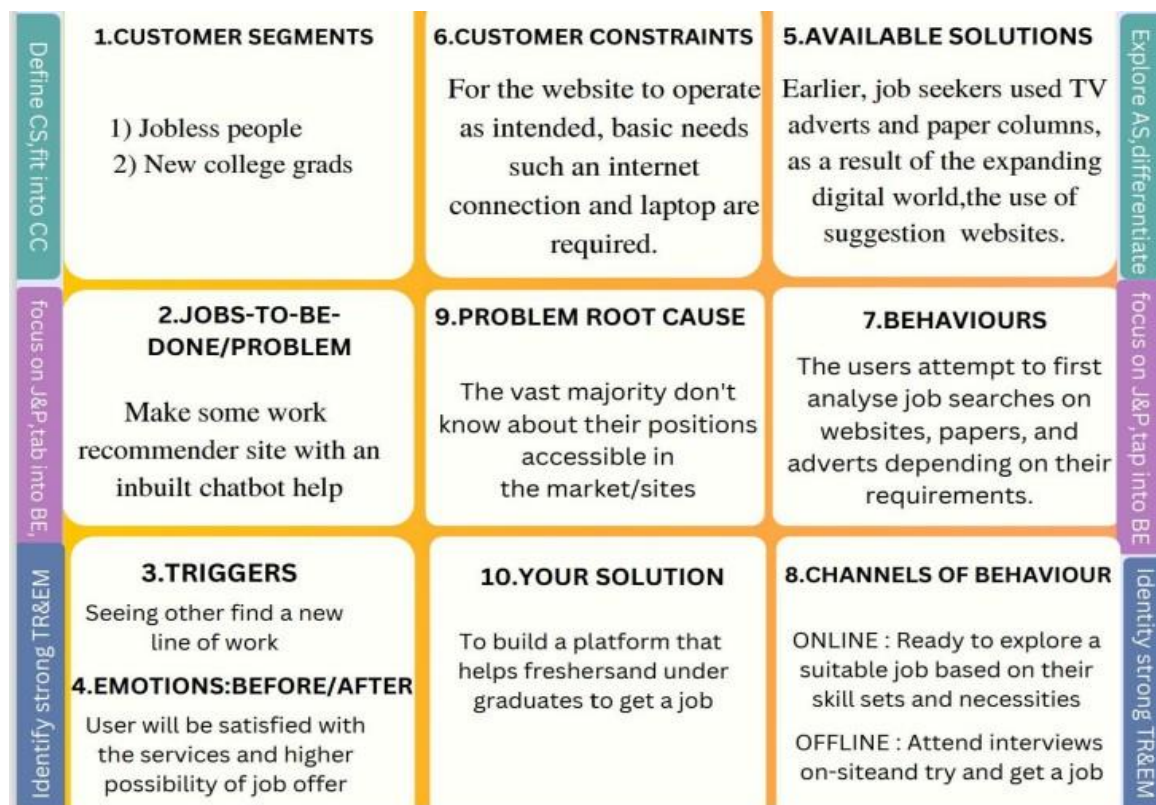 Define CS,fit into CC
1.CUSTOMER SEGMENTS
1) Jobless people
2) New college grads
6.CUSTOMER CONSTRAINTS
For the website to operate
as intended, basic needs
such an internet
connection and laptop are
required.
5.AVAILABLE SOLUTIONS
Earlier, job seekers used TV
adverts and paper columns,
as a result of the expanding
digital world,the use of
suggestion websites.
Explore AS,differentiate
focus on J&P,tab into BE,
2.JOBS-TO-BE-
DONE/PROBLEM
Make some work
recommender site with an
inbuilt chatbot help
9.PROBLEM ROOT CAUSE
The vast majority don't
know about their positions
accessible in
the market/sites
7.BEHAVIOURS
The users attempt to first
analyse job searches on
websites, papers, and
adverts depending on their
requirements.
focus on J&P,tap into BE
Identify strong TR&EM
3.TRIGGERS
Seeing other find a new
line of work
4.EMOTIONS:BEFORE/AFTER
User will be satisfied with
the services and higher
possibility of job offer
10.YOUR SOLUTION
To build a platform that
helps freshersand under
graduates to get a job
8.CHANNELS OF BEHAVIOUR
ONLINE : Ready to explore a
suitable job based on their
skill sets and necessities
OFFLINE : Attend interviews
on-siteand try and get a job
Identity strong TR&EM